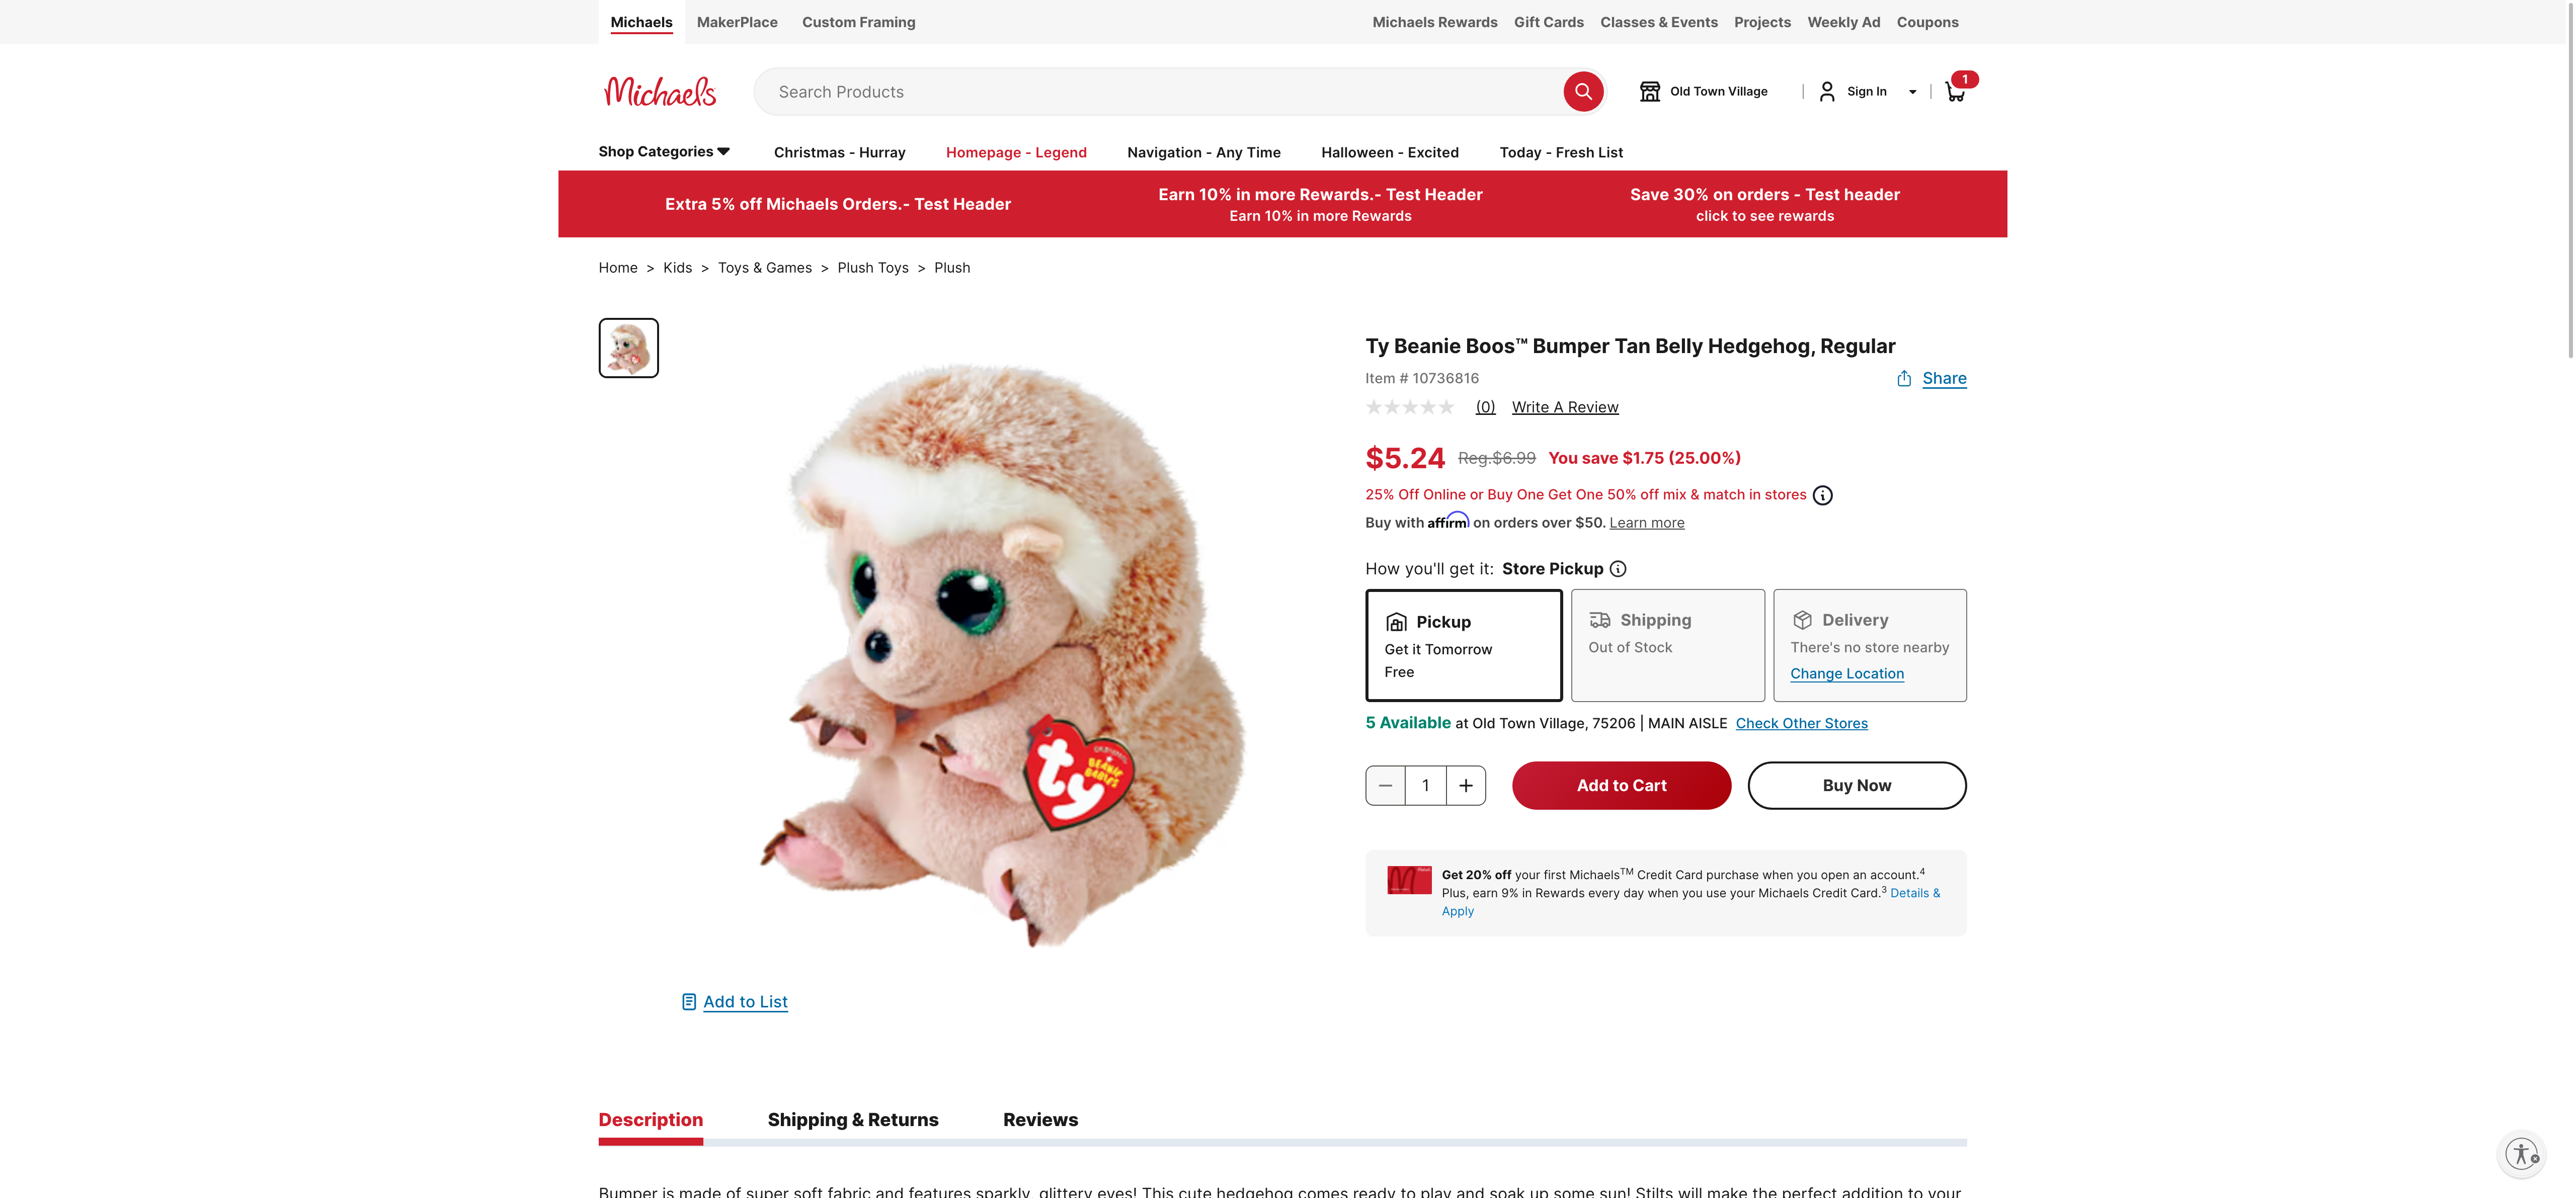 Michaels MakerPlace Custom Framing Michaels Rewards Gift Cards Classes & Events Projects Weekly Ad Coupons
Michaels Search Products Old Town Village | Sign In | 1
Shop Categories Christmas - Hurray Homepage - Legend Navigation - Any Time Halloween - Excited Today - Fresh List
Extra 5% off Michaels Orders.- Test Header
Earn 10% in more Rewards.- Test Header
Earn 10% in more Rewards
Save 30% on orders - Test header
click to see rewards
Home > Kids > Toys & Games > Plush Toys > Plush
ty
BEANIE
BABIES
Add to List
Ty Beanie Boos™ Bumper Tan Belly Hedgehog, Regular
Item # 10736816 Share
(0) Write A Review
$5.24 Reg.$6.99 You save $1.75 (25.00%)
25% Off Online or Buy One Get One 50% off mix & match in stores
Buy with affirm on orders over $50. Learn more
How you'll get it: Store Pickup
Pickup
Get it Tomorrow
Free
Shipping
Out of Stock
Delivery
There's no store nearby
Change Location
5 Available at Old Town Village, 75206 | MAIN AISLE Check Other Stores
− 1 + Add to Cart Buy Now
Get 20% off your first Michaels™ Credit Card purchase when you open an account.⁴
Plus, earn 9% in Rewards every day when you use your Michaels Credit Card.³ Details &
Apply
Description Shipping & Returns Reviews
Bumper is made of super soft fabric and features sparkly, glittery eyes! This cute hedgehog comes ready to play and soak up some sun! Stilts will make the perfect addition to your